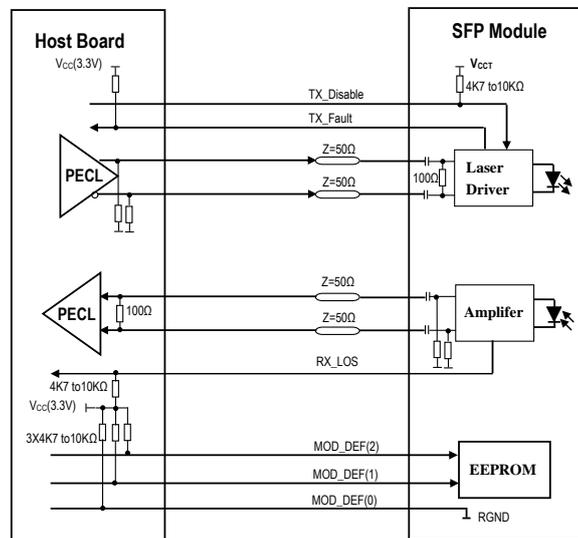 Host Board
SFP Module
VCC(3.3V)
VCCT
4K7 to10KΩ
TX_Disable
TX_Fault
Z=50Ω
PECL
Laser
Driver
100Ω
Z=50Ω
Z=50Ω
PECL
100Ω
Amplifer
Z=50Ω
RX_LOS
4K7 to10KΩ
VCC(3.3V)
3X4K7 to10KΩ
MOD_DEF(2)
EEPROM
MOD_DEF(1)
MOD_DEF(0)
RGND